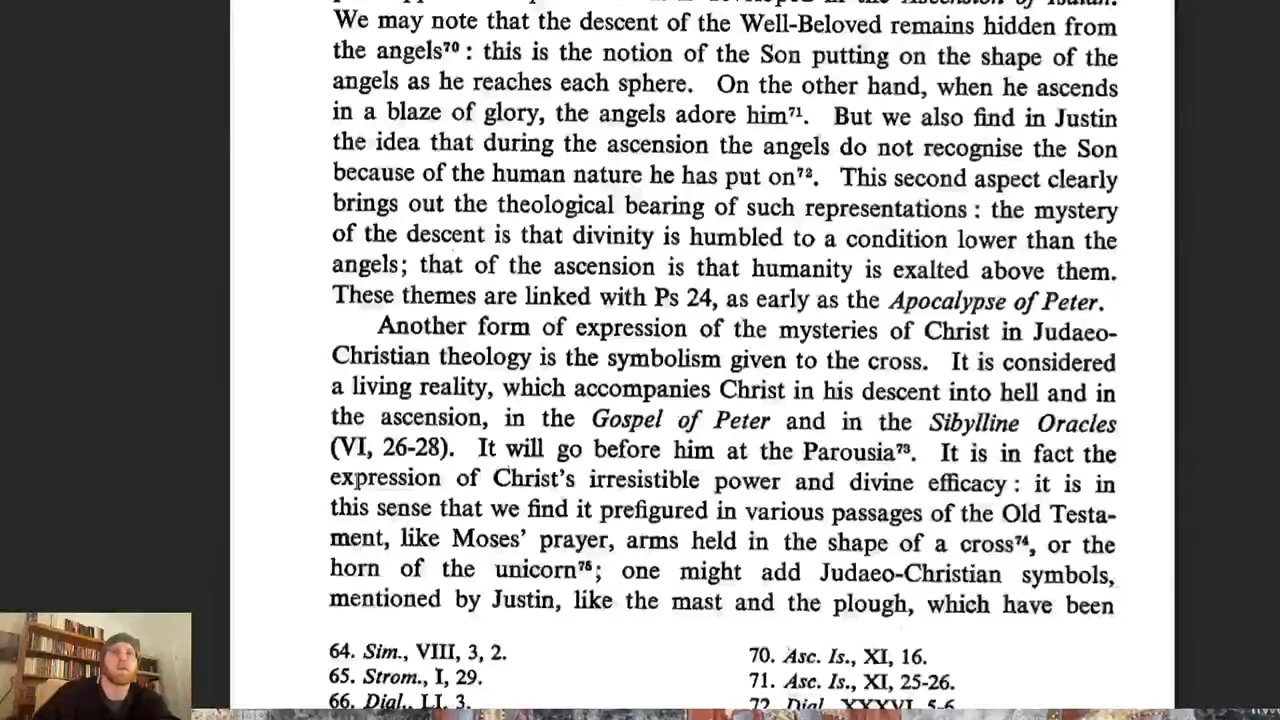 We may note that the descent of the Well-Beloved remains hidden from
the angels⁷⁰ : this is the notion of the Son putting on the shape of the
angels as he reaches each sphere. On the other hand, when he ascends
in a blaze of glory, the angels adore him⁷¹. But we also find in Justin
the idea that during the ascension the angels do not recognise the Son
because of the human nature he has put on⁷². This second aspect clearly
brings out the theological bearing of such representations : the mystery
of the descent is that divinity is humbled to a condition lower than the
angels; that of the ascension is that humanity is exalted above them.
These themes are linked with Ps 24, as early as the Apocalypse of Peter.
Another form of expression of the mysteries of Christ in Judaeo-
Christian theology is the symbolism given to the cross. It is considered
a living reality, which accompanies Christ in his descent into hell and in
the ascension, in the Gospel of Peter and in the Sibylline Oracles
(VI, 26-28). It will go before him at the Parousia⁷³. It is in fact the
expression of Christ's irresistible power and divine efficacy : it is in
this sense that we find it prefigured in various passages of the Old Testa-
ment, like Moses' prayer, arms held in the shape of a cross⁷⁴, or the
horn of the unicorn⁷⁵; one might add Judaeo-Christian symbols,
mentioned by Justin, like the mast and the plough, which have been
64. Sim., VIII, 3, 2.
65. Strom., I, 29.
66. Dial., LI, 3.
70. Asc. Is., XI, 16.
71. Asc. Is., XI, 25-26.
72. Dial., XXXVI, 5-6.